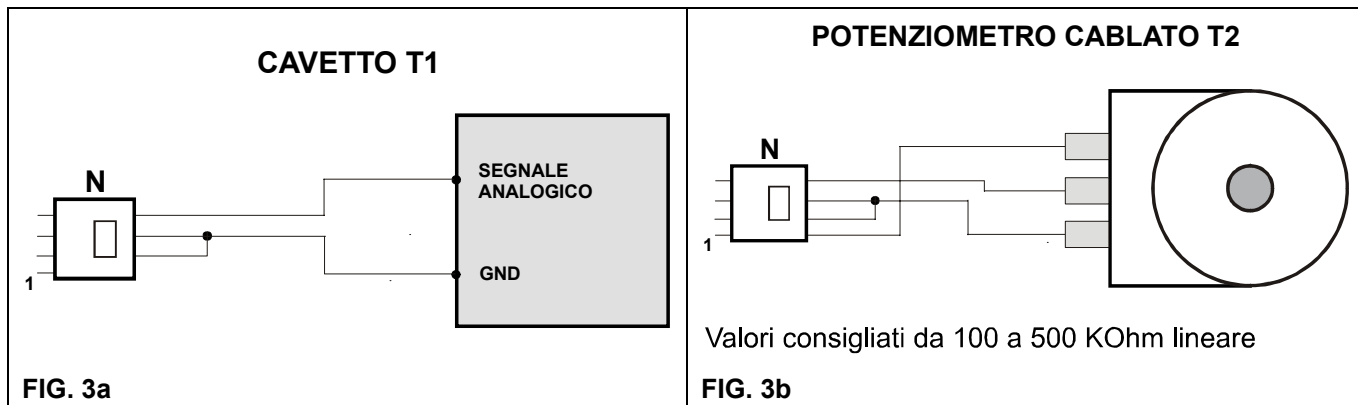 CAVETTO T1
N
1
SEGNALE
ANALOGICO
GND
FIG. 3a
POTENZIOMETRO CABLATO T2
N
1
Valori consigliati da 100 a 500 KOhm lineare
FIG. 3b